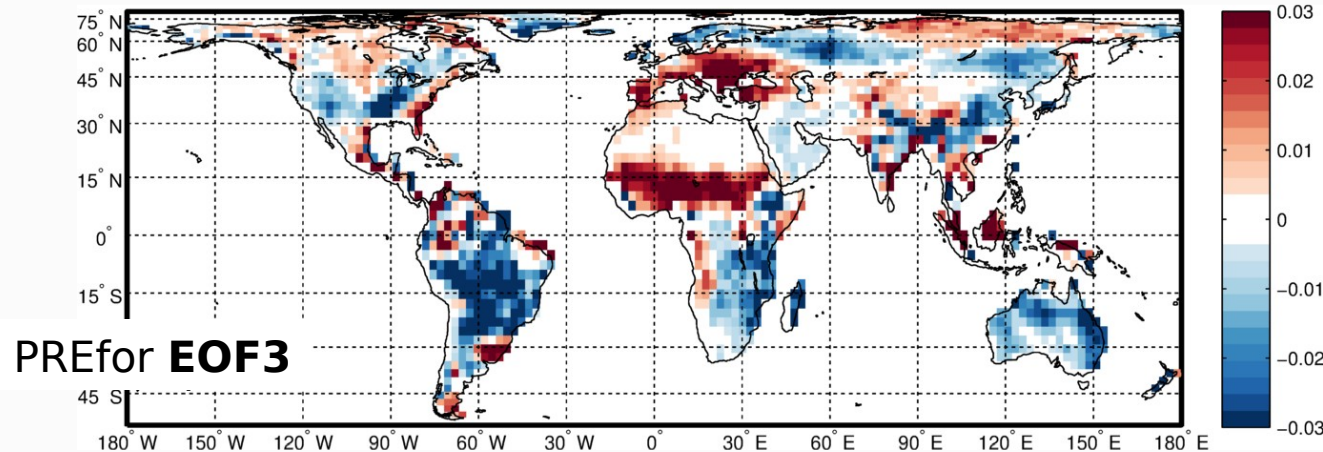 75° N
60° N
45° N
30° N
15° N
0°
15° S
PREfor EOF3
45 S
180° W 150° W 120° W 90° W 60° W 30° W 0° 30° E 60° E 90° E 120° E 150° E 180° E
0.03
0.02
0.01
0
−0.01
−0.02
−0.03